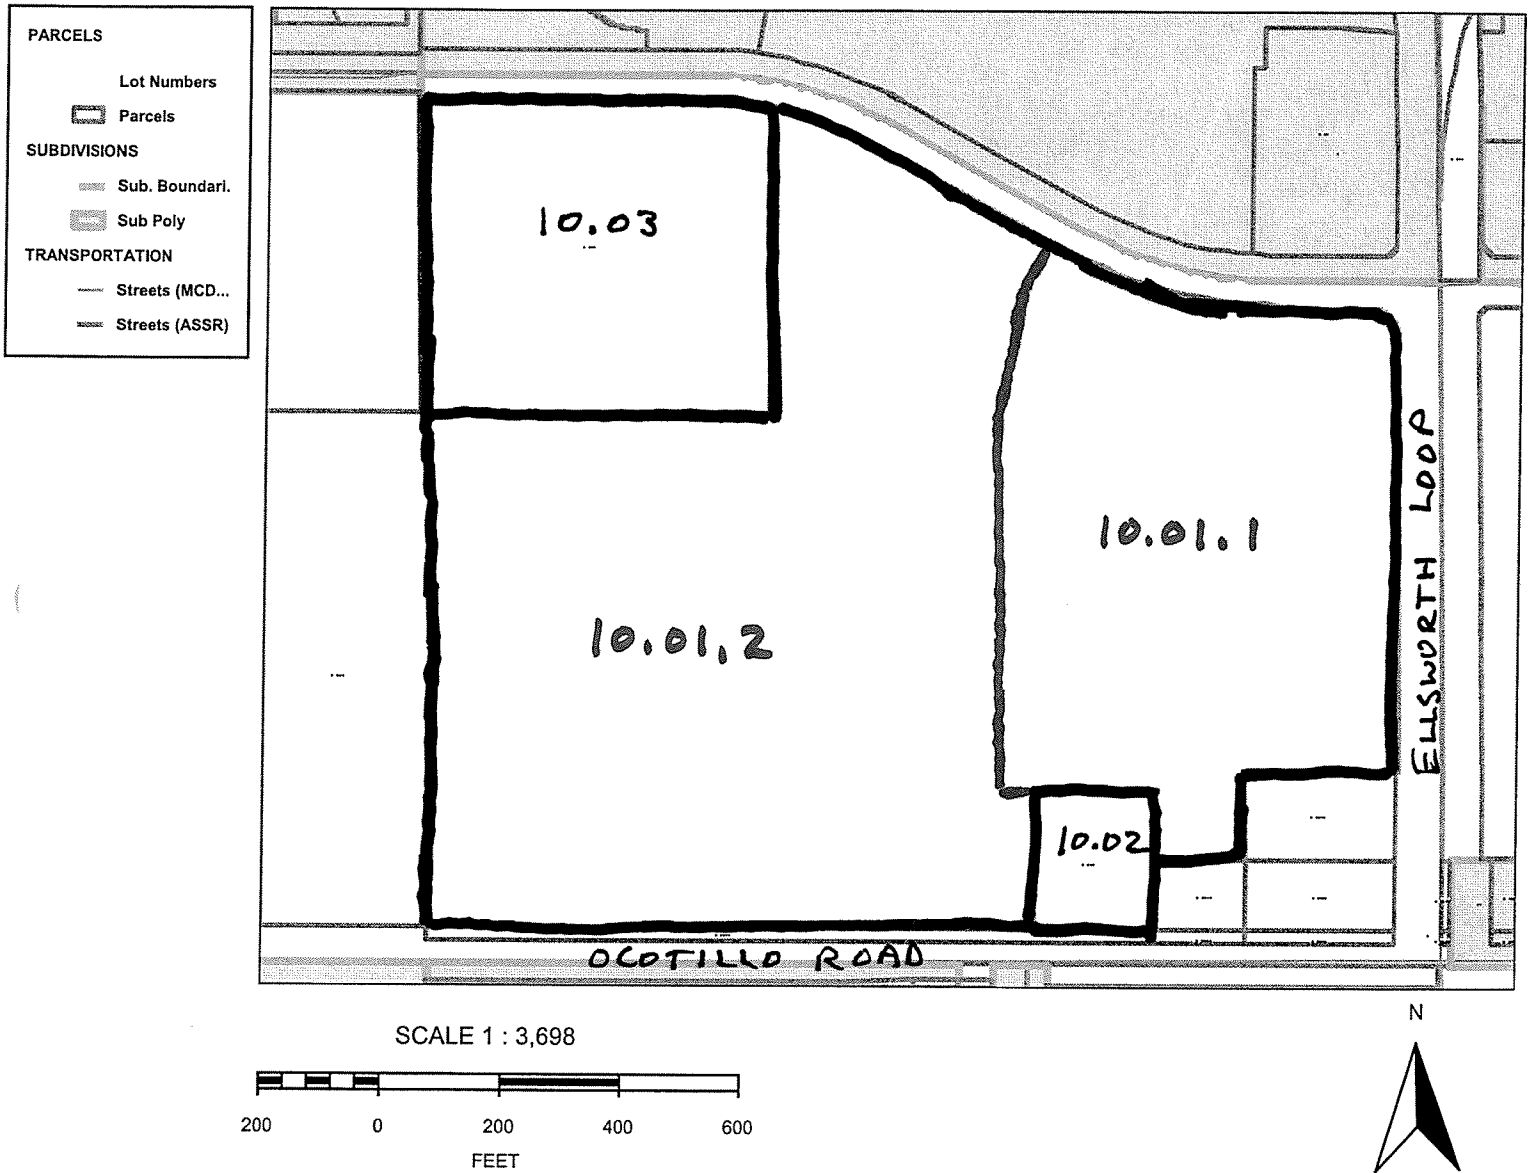 PARCELS
Lot Numbers
Parcels
SUBDIVISIONS
Sub. Boundari.
Sub Poly
TRANSPORTATION
Streets (MCD...
Streets (ASSR)
10.03
10.01.1
10.01.2
10.02
ELLSWORTH LOOP
OCOTILLO ROAD
SCALE 1 : 3,698
200 0 200 400 600
FEET
N